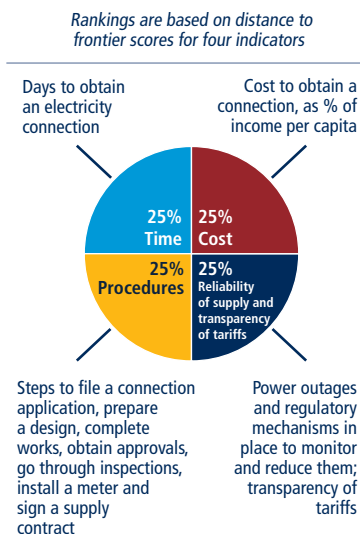 Rankings are based on distance to
frontier scores for four indicators
Days to obtain
an electricity
connection
Cost to obtain a
connection, as % of
income per capita
25%
Time
25%
Cost
25%
Procedures
25%
Reliability
of supply and
transparency
of tariffs
Steps to file a connection
application, prepare
a design, complete
works, obtain approvals,
go through inspections,
install a meter and
sign a supply
contract
Power outages
and regulatory
mechanisms in
place to monitor
and reduce them;
transparency of
tariffs